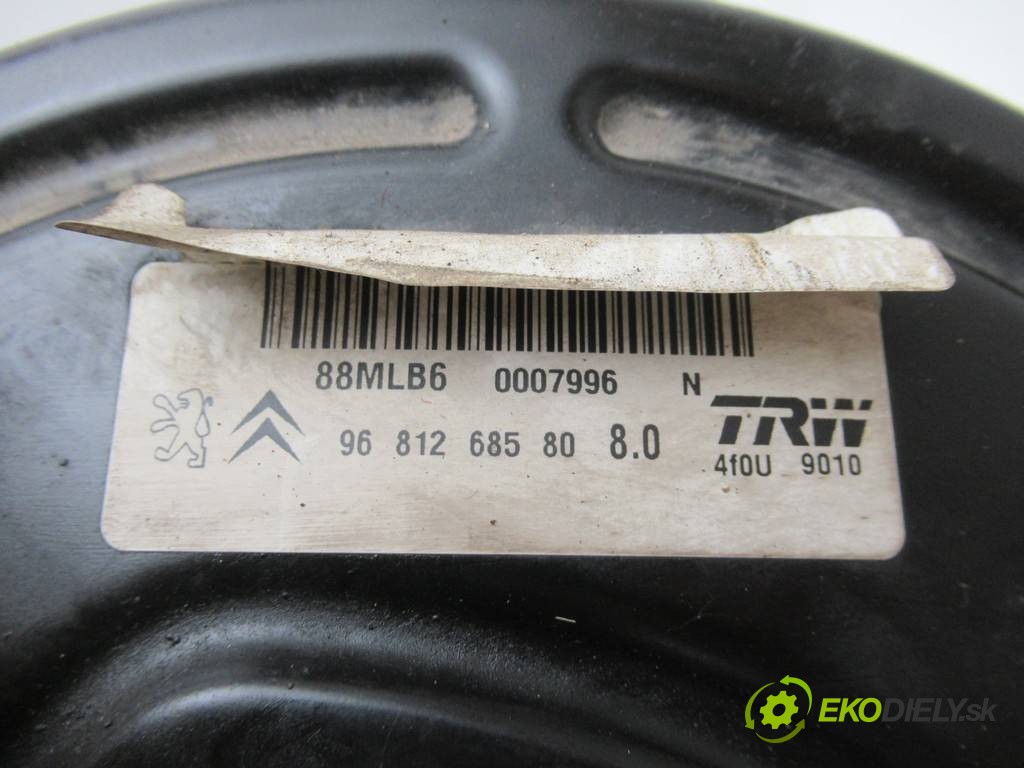 88MLB6 0007996 N
TRW
96 812 685 80 8.0
4f0U 9010
EKODIELY.sk